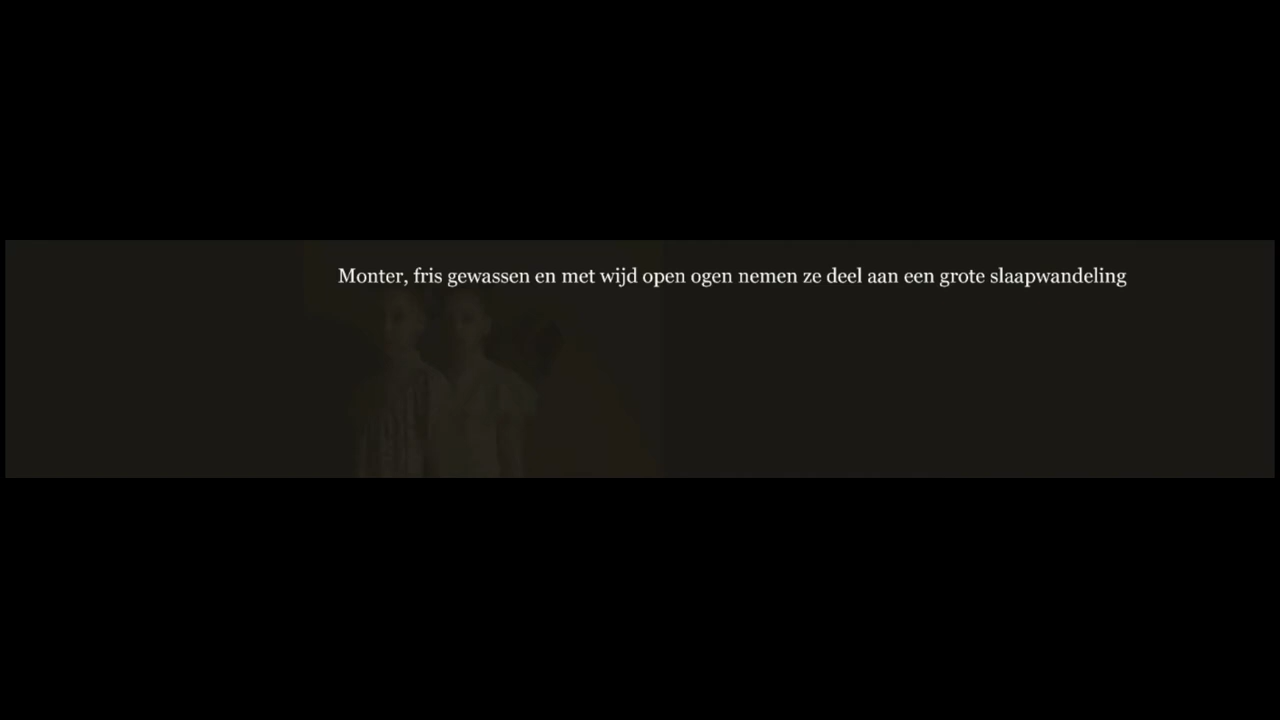 Monter, fris gewassen en met wijd open ogen nemen ze deel aan een grote slaapwandeling